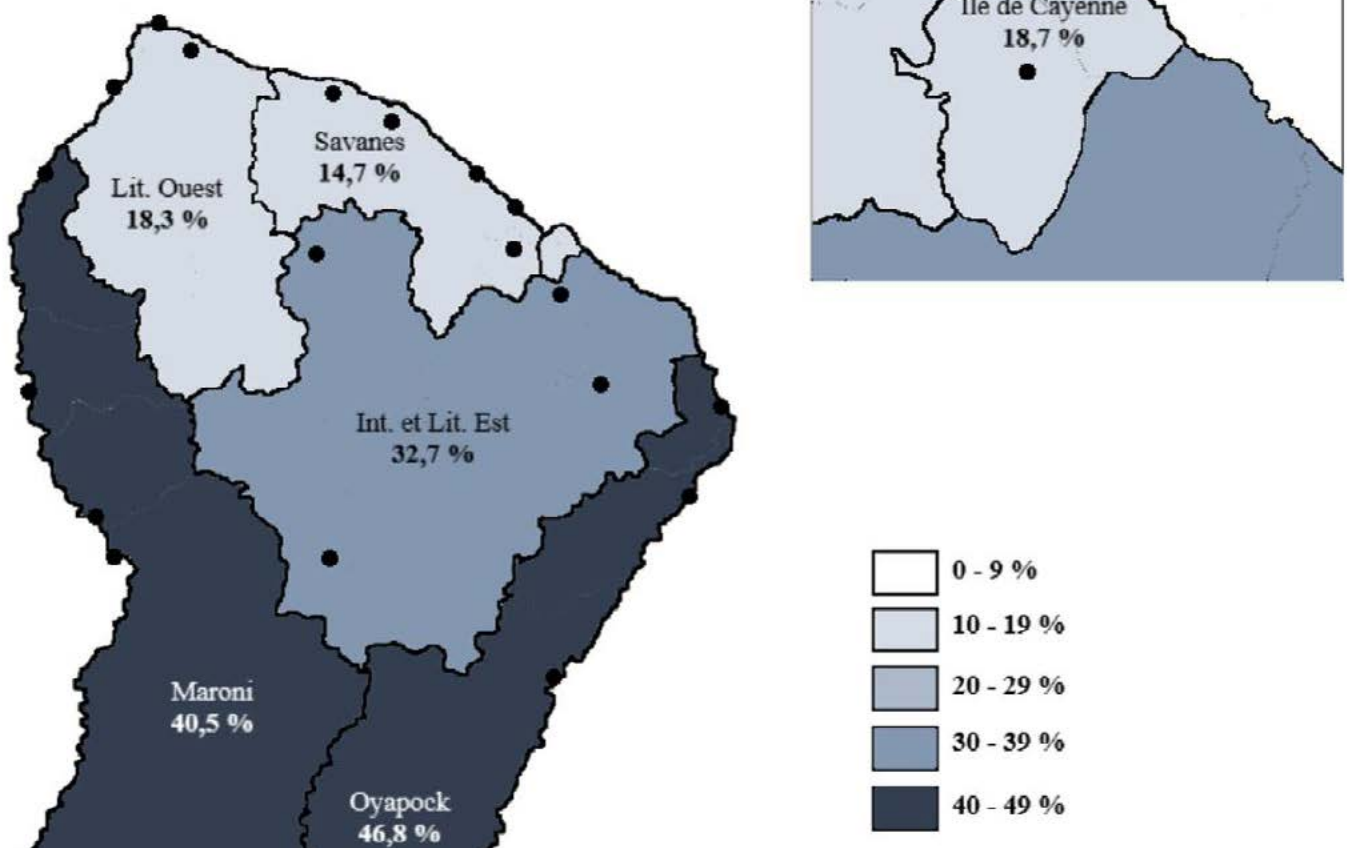 Ile de Cayenne
18,7 %
Savanes
14,7 %
Lit. Ouest
18,3 %
Int. et Lit. Est
32,7 %
Maroni
40,5 %
Oyapock
46,8 %
0 - 9 %
10 - 19 %
20 - 29 %
30 - 39 %
40 - 49 %